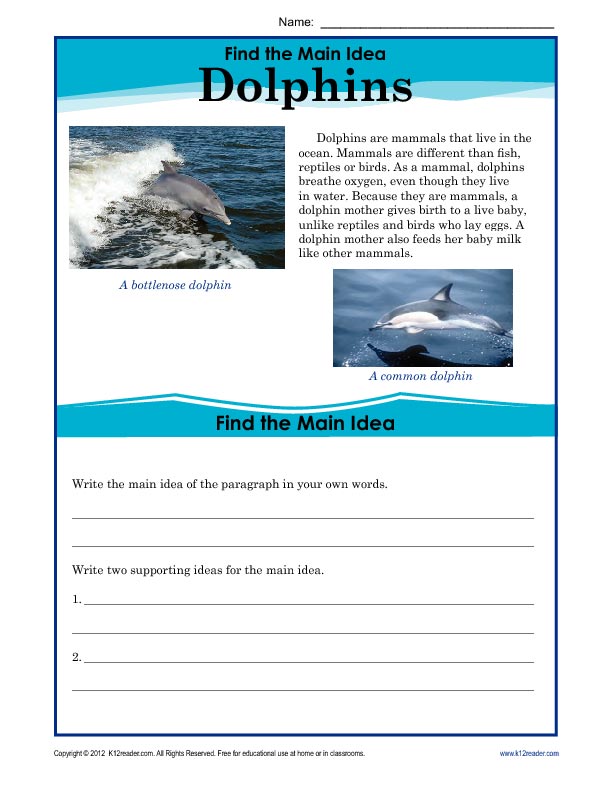 Name: ___________________________________
Find the Main Idea
Dolphins
Dolphins are mammals that live in the
ocean. Mammals are different than fish,
reptiles or birds. As a mammal, dolphins
breathe oxygen, even though they live
in water. Because they are mammals, a
dolphin mother gives birth to a live baby,
unlike reptiles and birds who lay eggs. A
dolphin mother also feeds her baby milk
like other mammals.
A bottlenose dolphin
A common dolphin
Find the Main Idea
Write the main idea of the paragraph in your own words.
Write two supporting ideas for the main idea.
1.
2.
Copyright © 2012 K12reader.com. All Rights Reserved. Free for educational use at home or in classrooms.
www.k12reader.com